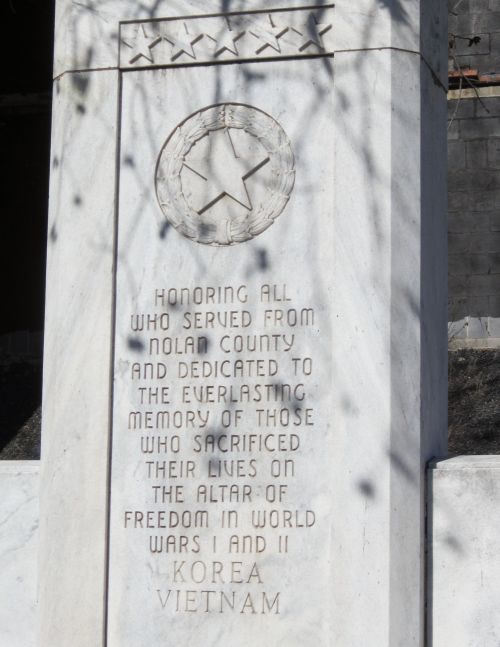 HONORING ALL
WHO SERVED FROM
NOLAN COUNTY
AND DEDICATED TO
THE EVERLASTING
MEMORY OF THOSE
WHO SACRIFICED
THEIR LIVES ON
THE ALTAR OF
FREEDOM IN WORLD
WARS I AND II
KOREA
VIETNAM